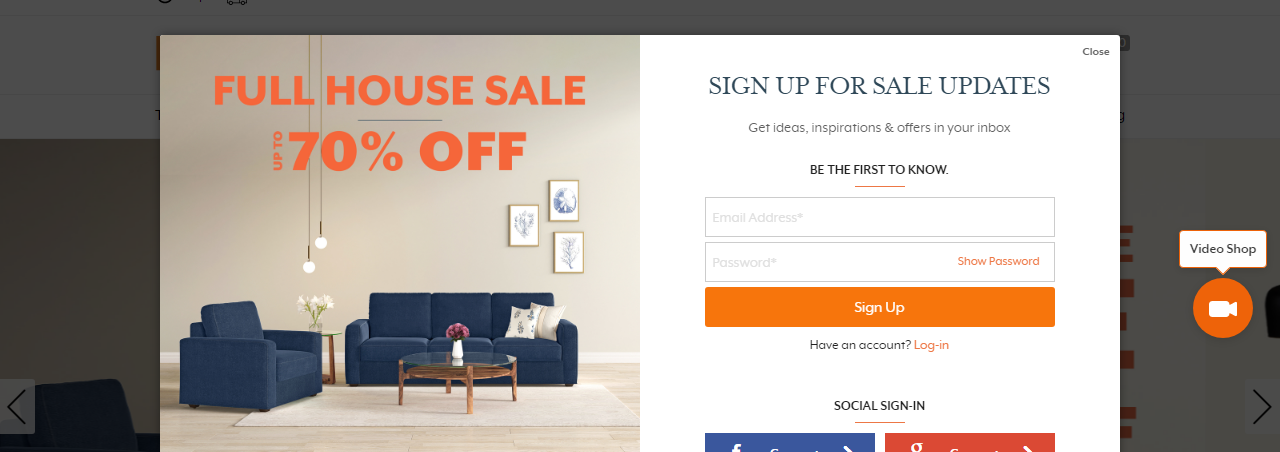 Close
FULL HOUSE SALE
UP TO 70% OFF
SIGN UP FOR SALE UPDATES
Get ideas, inspirations & offers in your inbox
BE THE FIRST TO KNOW.
Email Address*
Password*
Show Password
Sign Up
Have an account? Log-in
SOCIAL SIGN-IN
Video Shop